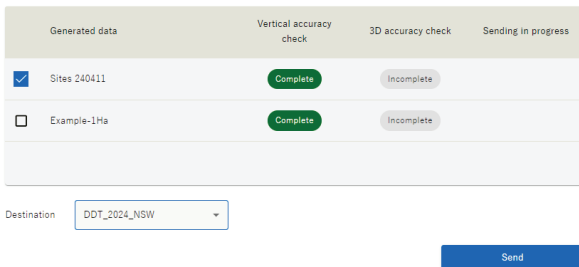 Generated data Vertical accuracy check 3D accuracy check Sending in progress
Sites 240411 Complete Incomplete
Example-1Ha Complete Incomplete
Destination DDT_2024_NSW
Send